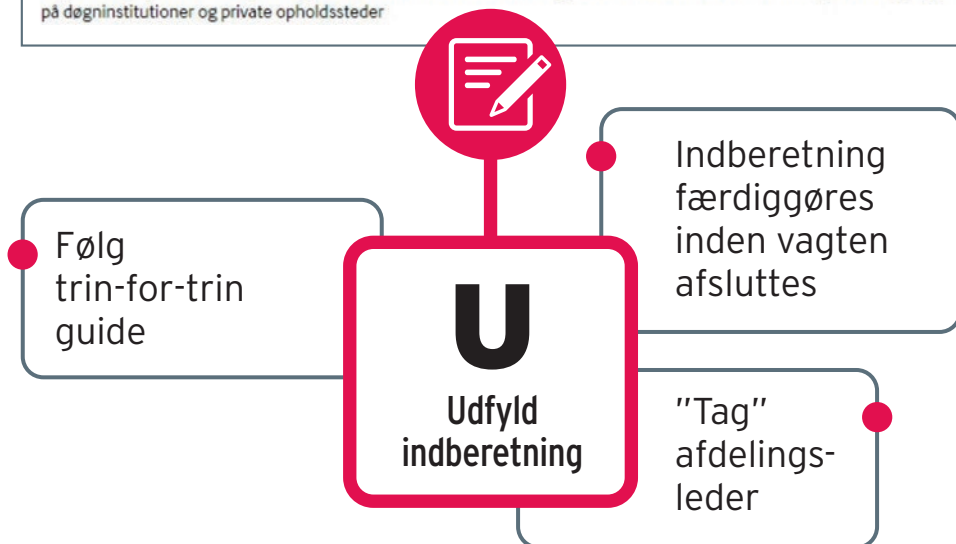 på døgninstitutioner og private opholdssteder
Indberetning
færdiggøres
inden vagten
afsluttes
Følg
trin-for-trin
guide
U
Udfyld
indberetning
”Tag”
afdelings-
leder